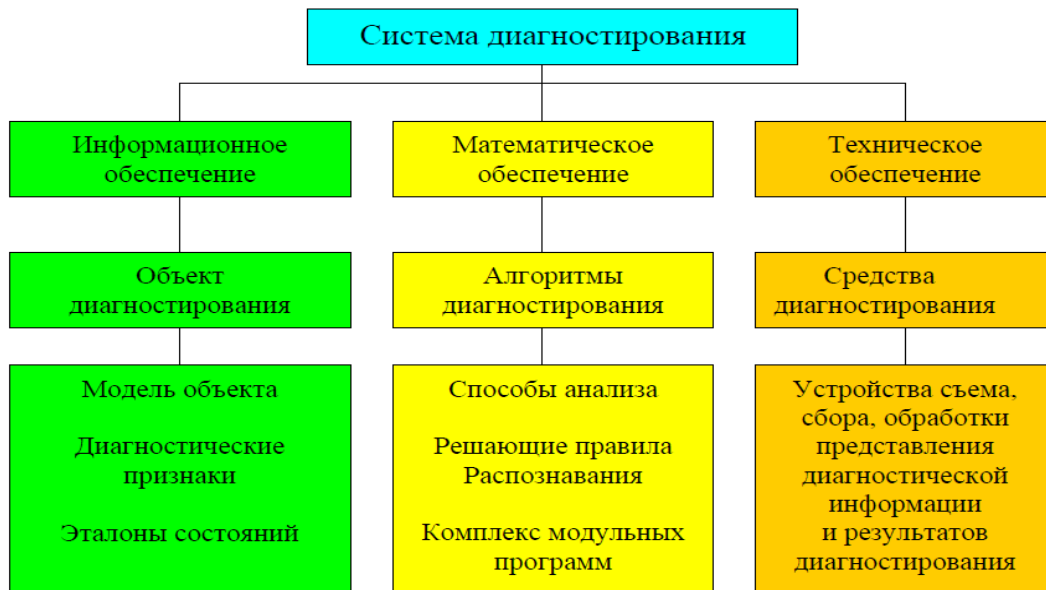 Система диагностирования
Информационное
обеспечение
Математическое
обеспечение
Техническое
обеспечение
Объект
диагностирования
Алгоритмы
диагностирования
Средства
диагностирования
Модель объекта
Диагностические
признаки
Эталоны состояний
Способы анализа
Решающие правила
Распознавания
Комплекс модульных
программ
Устройства съема,
сбора, обработки
представления
диагностической
информации
и результатов
диагностирования